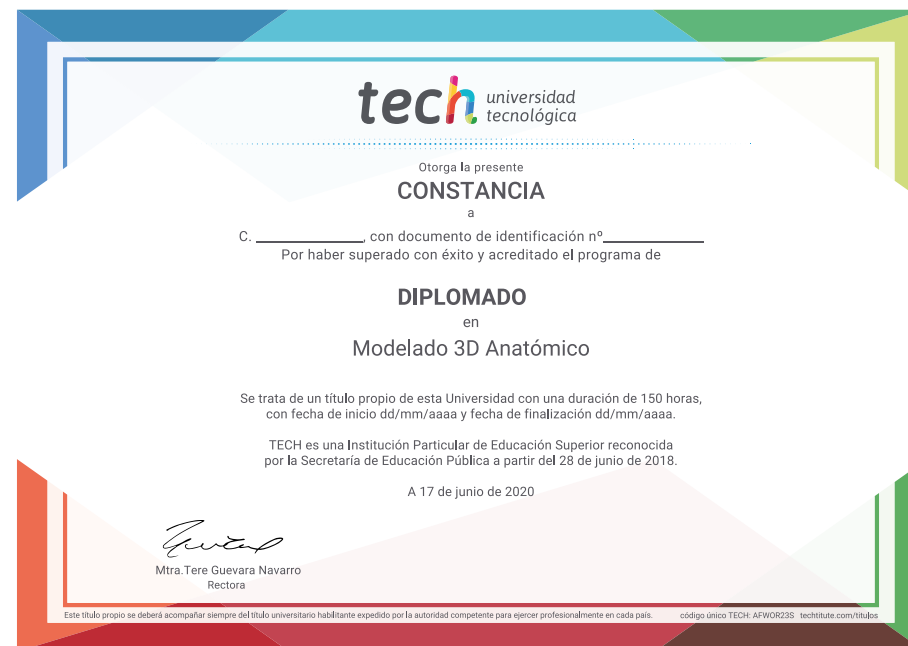 tech universidad
tecnológica
Otorga la presente
CONSTANCIA
a
C. ____________, con documento de identificación nº____________
Por haber superado con éxito y acreditado el programa de
DIPLOMADO
en
Modelado 3D Anatómico
Se trata de un título propio de esta Universidad con una duración de 150 horas,
con fecha de inicio dd/mm/aaaa y fecha de finalización dd/mm/aaaa.
TECH es una Institución Particular de Educación Superior reconocida
por la Secretaría de Educación Pública a partir del 28 de junio de 2018.
A 17 de junio de 2020
Mtra.Tere Guevara Navarro
Rectora
Este título propio se deberá acompañar siempre del título universitario habilitante expedido por la autoridad competente para ejercer profesionalmente en cada país. código único TECH: AFWOR23S techtitute.com/títulos